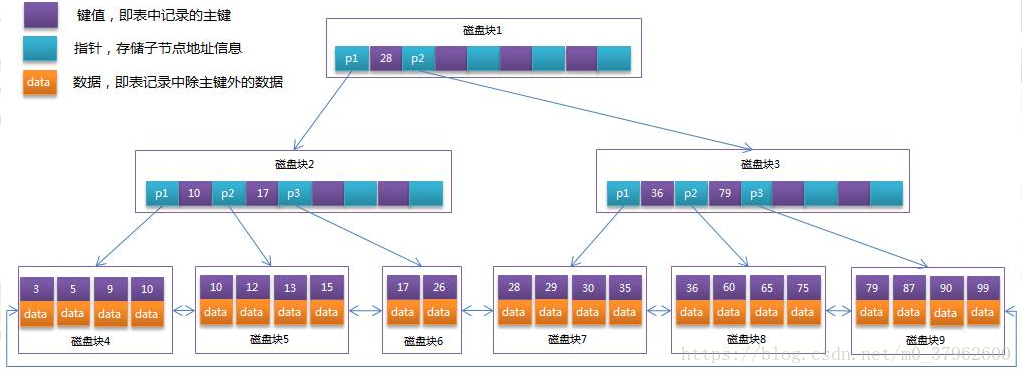 键值，即表中记录的主键
指针，存储子节点地址信息
data 数据，即表记录中除主键外的数据
磁盘块1
p1 28 p2
磁盘块2
p1 10 p2 17 p3
磁盘块3
p1 36 p2 79 p3
3 5 9 10
data data data data
磁盘块4
10 12 13 15
data data data data
磁盘块5
17 26
data data
磁盘块6
28 29 30 35
data data data data
磁盘块7
36 60 65 75
data data data data
磁盘块8
79 87 90 99
data data data data
磁盘块9
https://blog.csdn.net/m0_37962600